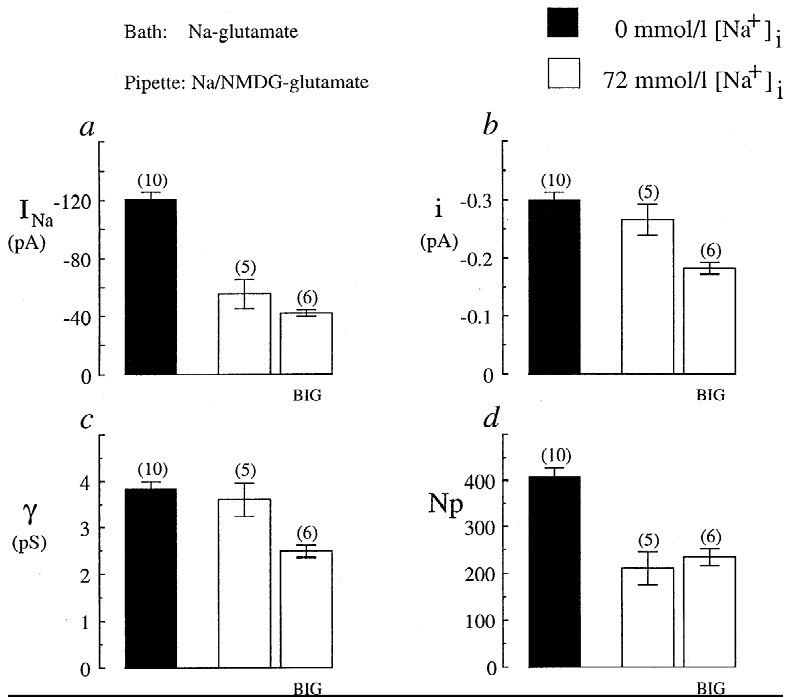 Bath: Na-glutamate
Pipette: Na/NMDG-glutamate
0 mmol/l [Na+]i
72 mmol/l [Na+]i
a
INa
(pA)
-120
-80
-40
0
(10)
(5)
(6)
BIG
b
i
(pA)
-0.3
-0.2
-0.1
0
(10)
(5)
(6)
BIG
c
γ
(pS)
4
3
2
1
0
(10)
(5)
(6)
BIG
d
Np
400
300
200
100
0
(10)
(5)
(6)
BIG